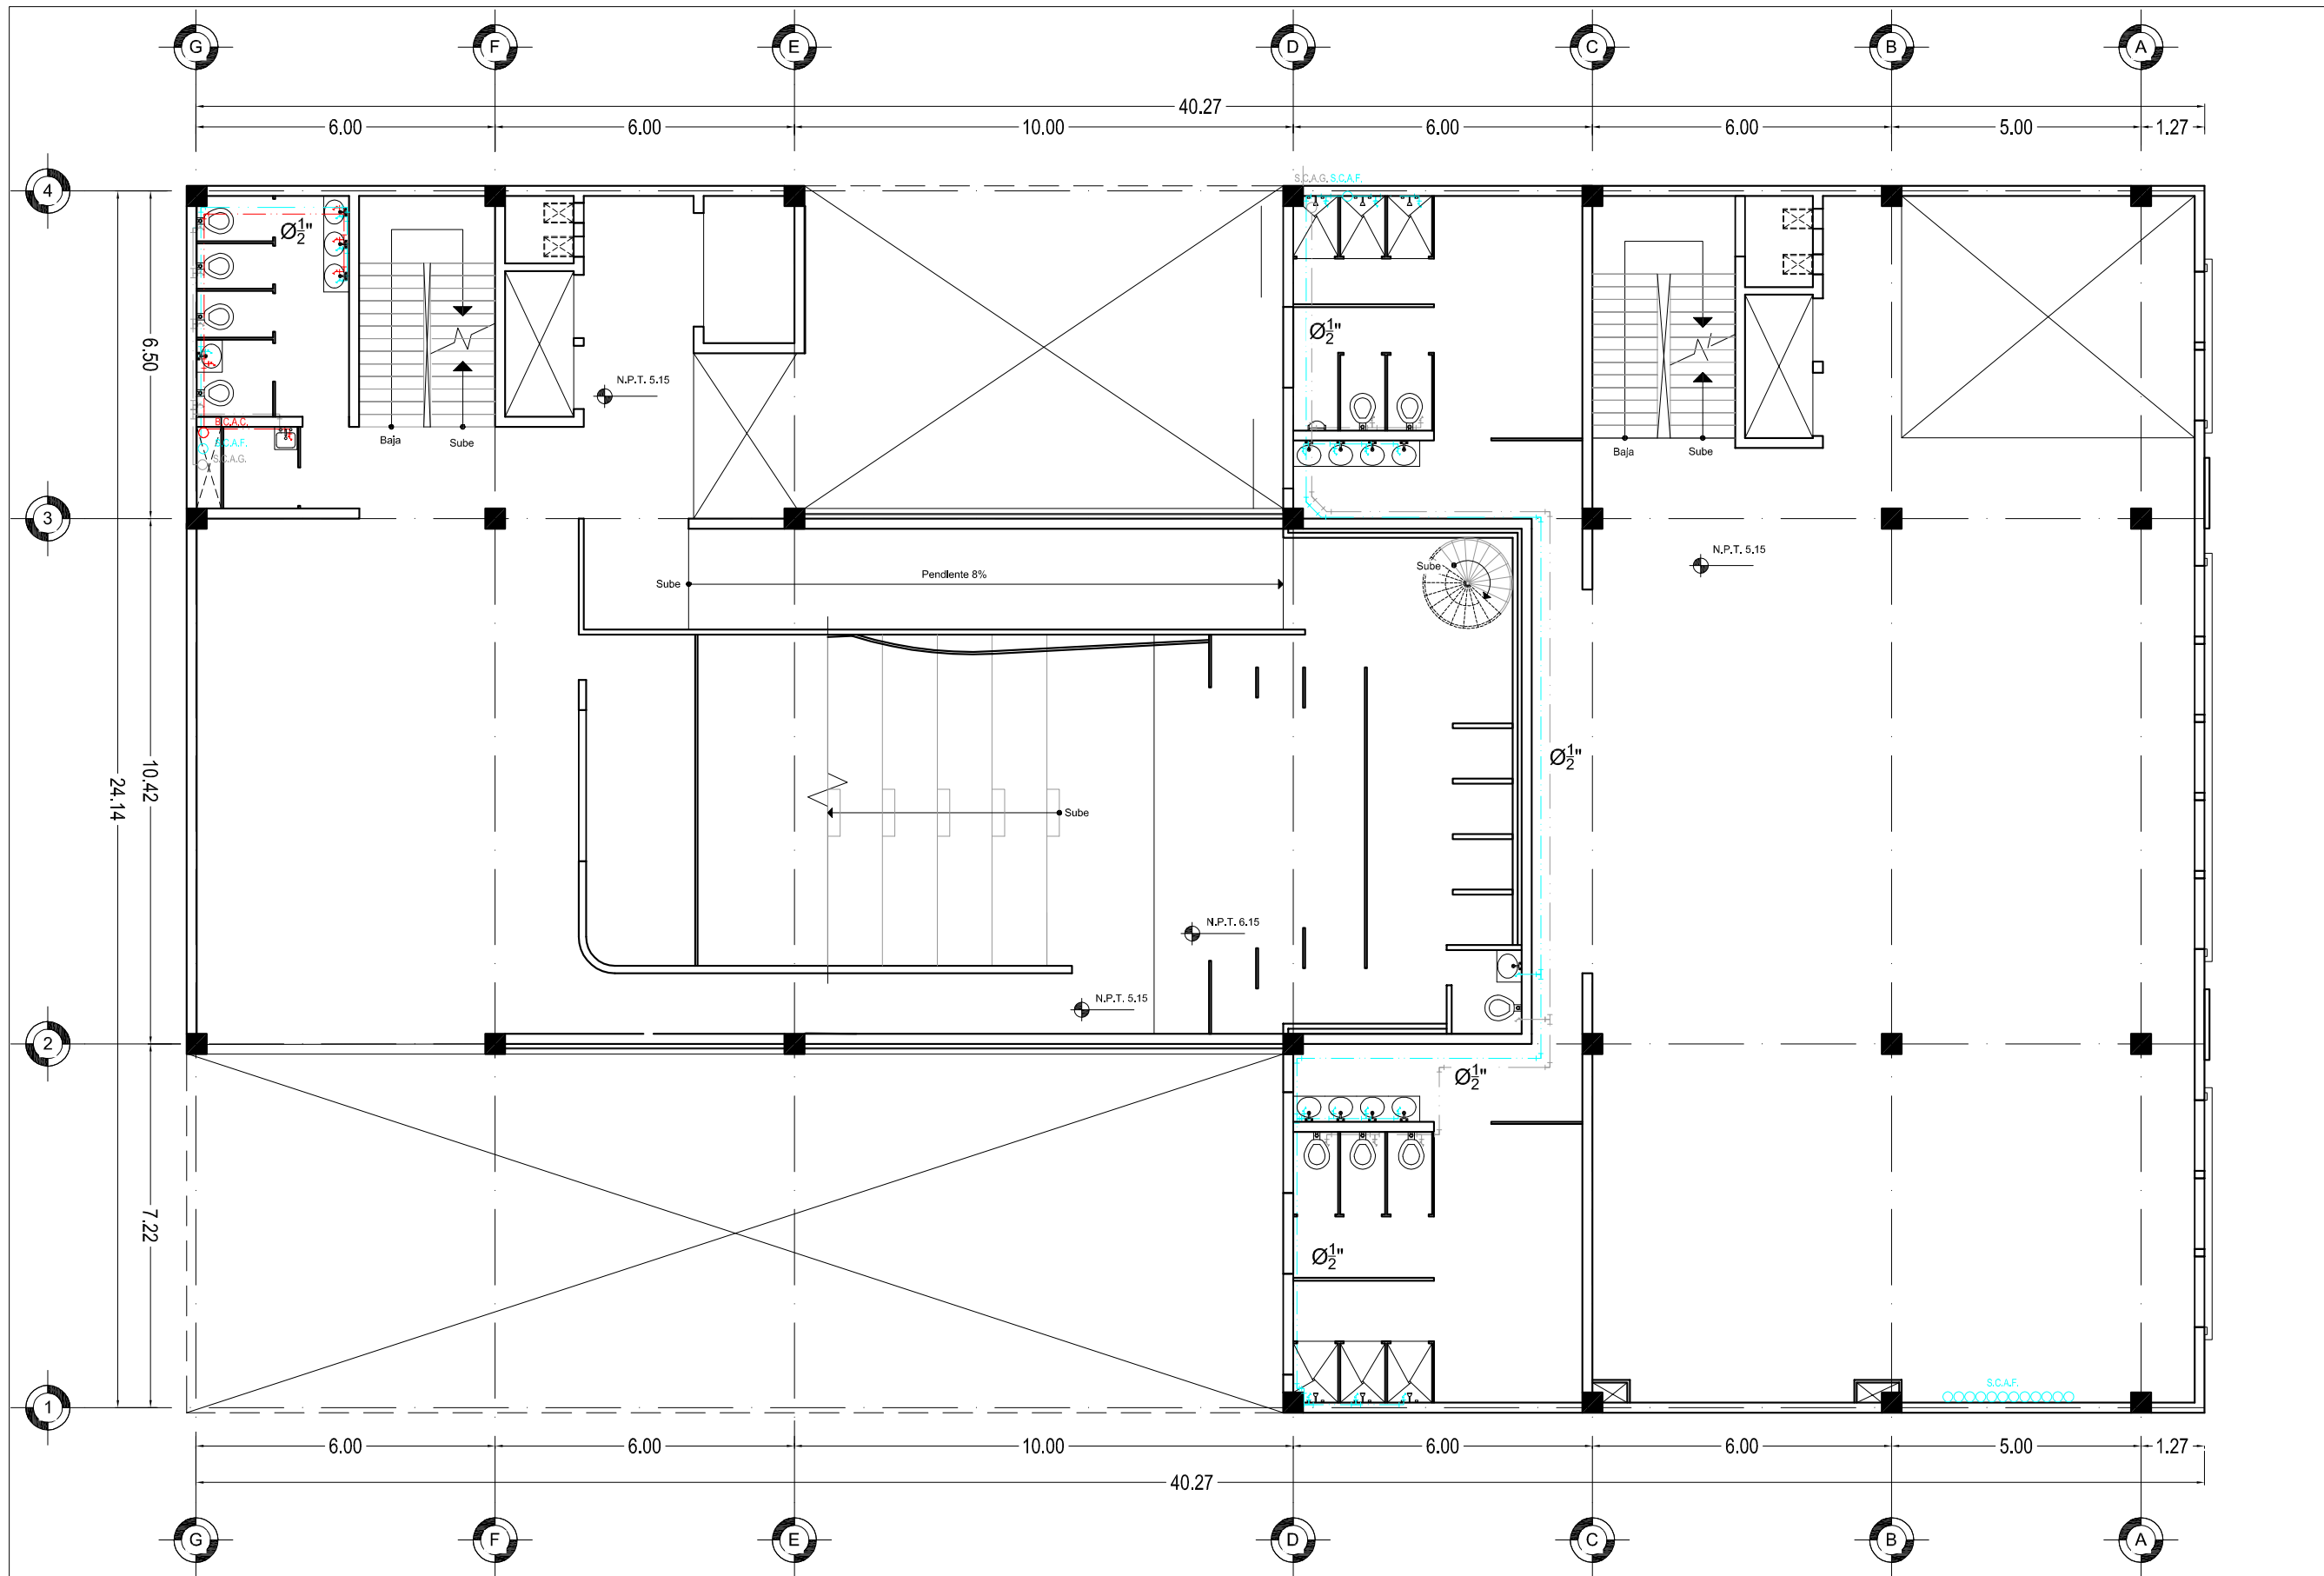 G F E D C B A
40.27
6.00 6.00 10.00 6.00 6.00 5.00 1.27
4
S.C.A.G. S.C.A.F.
Ø1/2"
Ø1/2"
6.50
N.P.T. 5.15
B.C.A.C.
S.C.A.F.
S.C.A.G.
Baja Sube
Baja Sube
3
N.P.T. 5.15
Sube Pendiente 8% Sube
Ø1/2"
10.42
24.14
Sube
N.P.T. 6.15
N.P.T. 5.15
2
Ø1/2"
7.22
Ø1/2"
S.C.A.F.
1
6.00 6.00 10.00 6.00 6.00 5.00 1.27
40.27
G F E D C B A